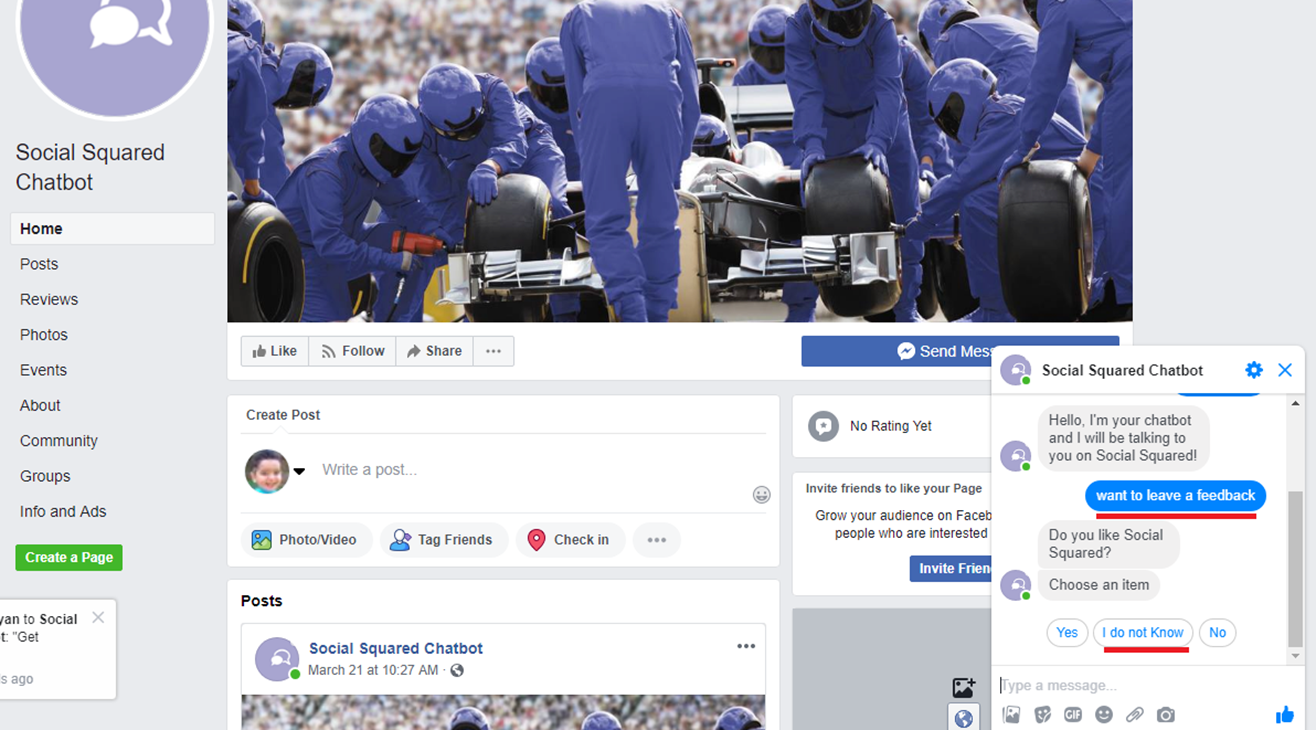 Social Squared
Chatbot
Home
Posts
Reviews
Photos
Events
About
Community
Groups
Info and Ads
Create a Page
yan to Social
t: "Get
s ago
Like
Follow
Share
Create Post
Write a post...
Photo/Video
Tag Friends
Check in
Posts
Social Squared Chatbot
March 21 at 10:27 AM ·
Send Mess
No Rating Yet
Invite friends to like your Page
Grow your audience on Faceb
people who are interested
Invite Frien
Social Squared Chatbot
Hello, I'm your chatbot
and I will be talking to
you on Social Squared!
want to leave a feedback
Do you like Social
Squared?
Choose an item
Yes
I do not Know
No
Type a message...
GIF